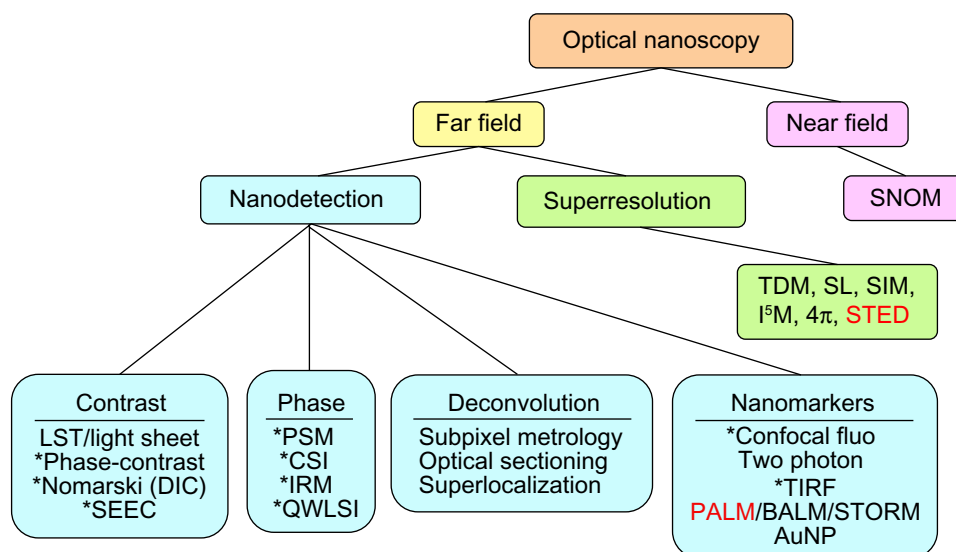 Optical nanoscopy
Far field
Near field
Nanodetection
Superresolution
SNOM
TDM, SL, SIM,
I⁵M, 4π, STED
Contrast
LST/light sheet
*Phase-contrast
*Nomarski (DIC)
*SEEC
Phase
*PSM
*CSI
*IRM
*QWLSI
Deconvolution
Subpixel metrology
Optical sectioning
Superlocalization
Nanomarkers
*Confocal fluo
Two photon
*TIRF
PALM/BALM/STORM
AuNP